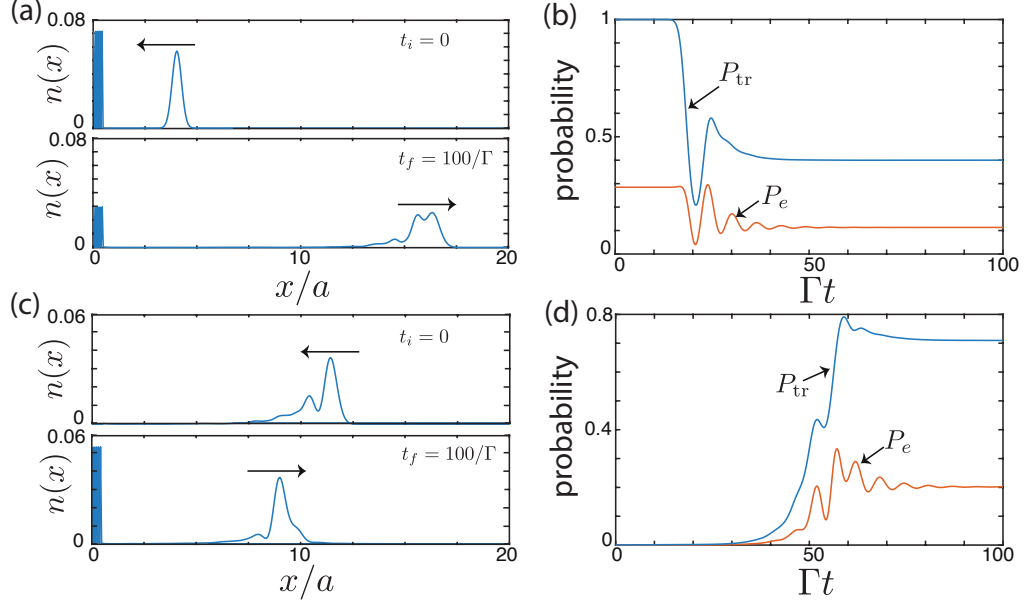 (a)
0.08
n(x)
t_i = 0
0
0.08
n(x)
t_f = 100/Γ
0
0 10 20
x/a
(b)
1
probability
P_tr
0.5
P_e
0
0 50 100
Γt
(c)
0.06
n(x)
t_i = 0
0
0.06
n(x)
t_f = 100/Γ
0
0 10 20
x/a
(d)
0.8
probability
P_tr
0.4
P_e
0
0 50 100
Γt